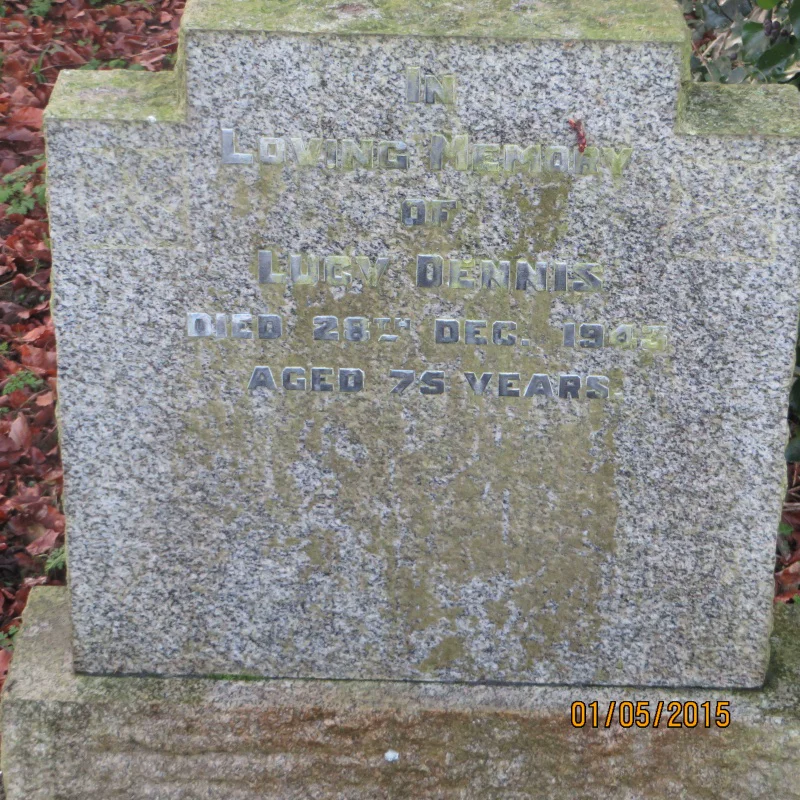 IN
LOVING MEMORY
OF
LUCY DENNIS
DIED 28TH DEC. 1943
AGED 75 YEARS.
01/05/2015